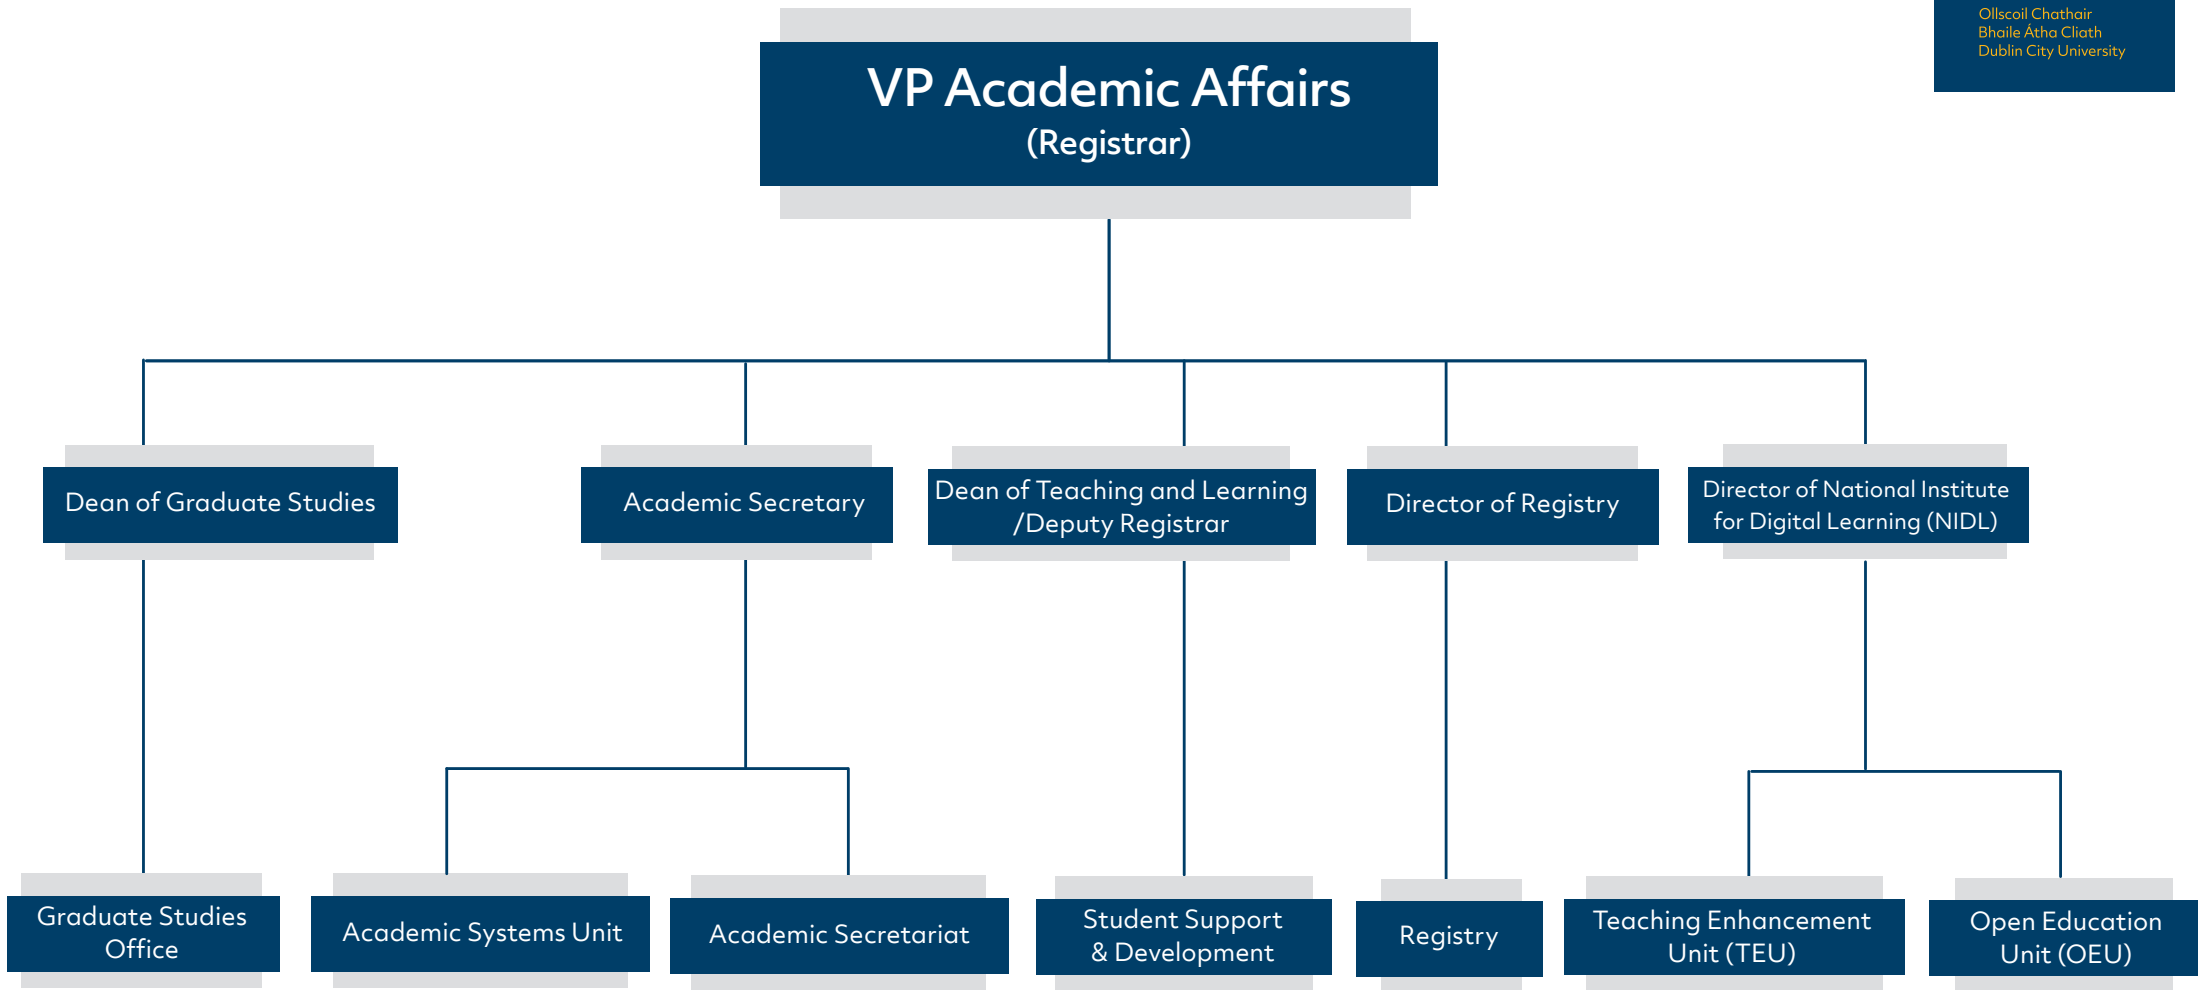 Ollscoil Chathair
Bhaile Átha Cliath
Dublin City University
VP Academic Affairs
(Registrar)
Dean of Graduate Studies
Academic Secretary
Dean of Teaching and Learning
/Deputy Registrar
Director of Registry
Director of National Institute
for Digital Learning (NIDL)
Graduate Studies
Office
Academic Systems Unit
Academic Secretariat
Student Support
& Development
Registry
Teaching Enhancement
Unit (TEU)
Open Education
Unit (OEU)